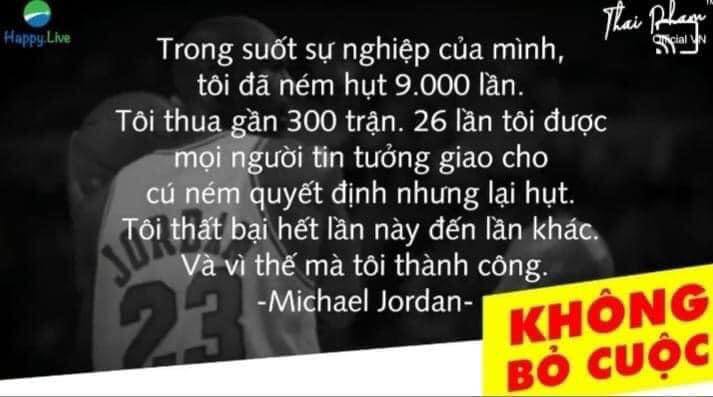 Happy.Live
Thai Pham
Official VN
Trong suốt sự nghiệp của mình,
tôi đã ném hụt 9.000 lần.
Tôi thua gần 300 trận. 26 lần tôi được
mọi người tin tưởng giao cho
cú ném quyết định nhưng lại hụt.
Tôi thất bại hết lần này đến lần khác.
Và vì thế mà tôi thành công.
-Michael Jordan-
JORDAN
23
KHÔNG
BỎ CUỘC